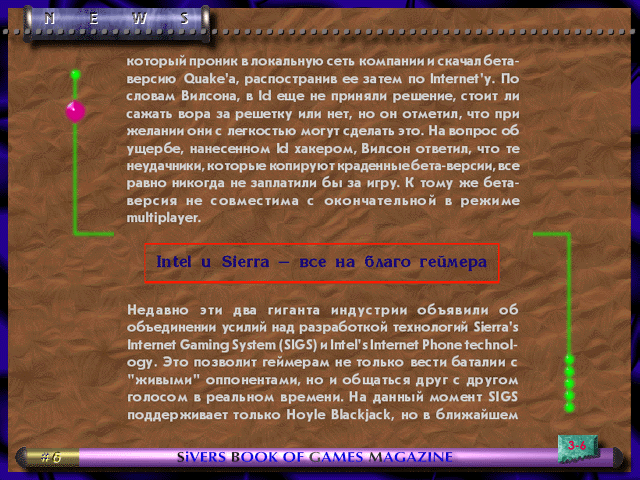 NEWS
который проник в локальную сеть компании и скачал бета-
версию Quake'а, распостранив ее затем по Internet'у. По
словам Вилсона, в Id еще не приняли решение, стоит ли
сажать вора за решетку или нет, но он отметил, что при
желании они с легкостью могут сделать это. На вопрос об
ущербе, нанесенном Id хакером, Вилсон ответил, что те
неудачники, которые копируют краденные бета-версии, все
равно никогда не заплатили бы за игру. К тому же бета-
версия не совместима с окончательной в режиме
multiplayer.
Intel и Sierra – все на благо геймера
Недавно эти два гиганта индустрии объявили об
объединении усилий над разработкой технологий Sierra's
Internet Gaming System (SIGS) и Intel's Internet Phone technol-
ogy. Это позволит геймерам не только вести баталии с
"живыми" оппонентами, но и общаться друг с другом
голосом в реальном времени. На данный момент SIGS
поддерживает только Hoyle Blackjack, но в ближайшем
#6
SiVERS BOOK OF GAMES MAGAZINE
3-6